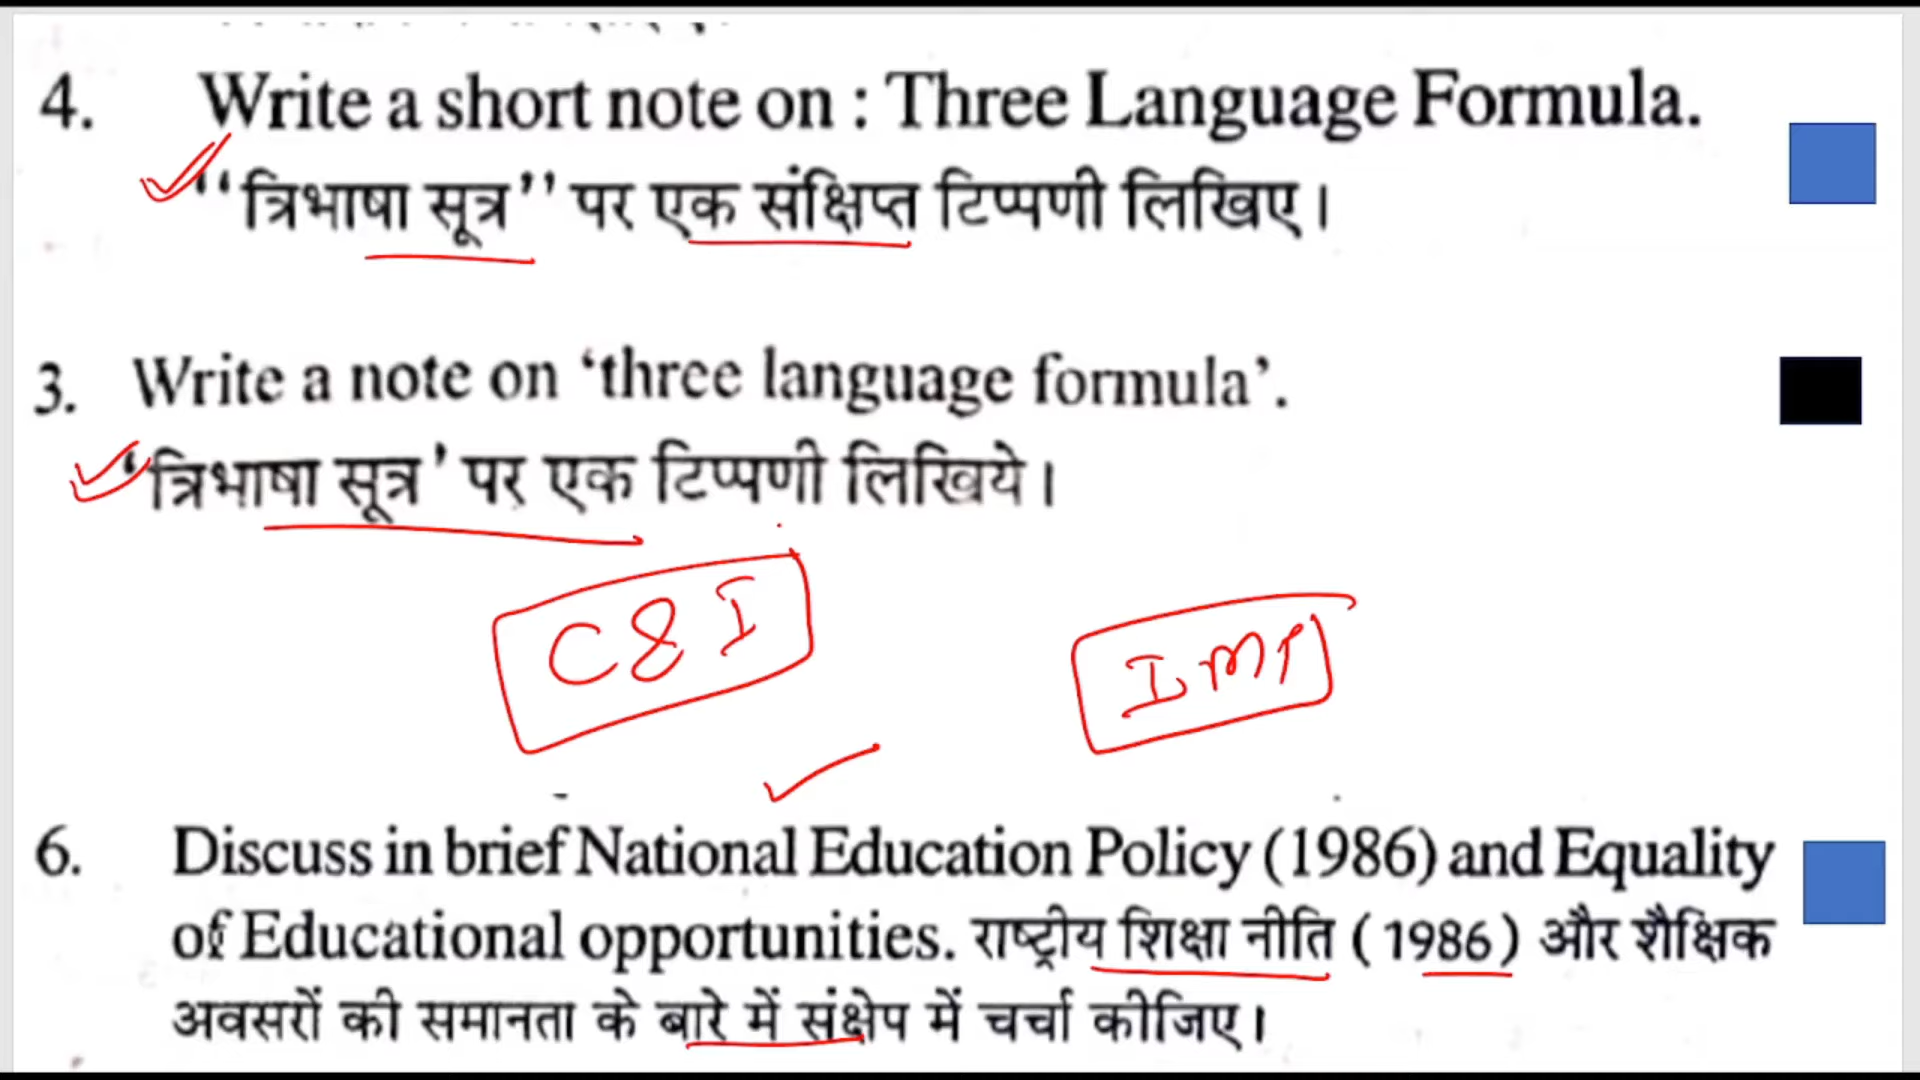 4. Write a short note on : Three Language Formula.
‘‘त्रिभाषा सूत्र’’ पर एक संक्षिप्त टिप्पणी लिखिए।
3. Write a note on ‘three language formula’.
‘त्रिभाषा सूत्र’ पर एक टिप्पणी लिखिये।
C & I
IMP
6. Discuss in brief National Education Policy (1986) and Equality
of Educational opportunities. राष्ट्रीय शिक्षा नीति (1986) और शैक्षिक
अवसरों की समानता के बारे में संक्षेप में चर्चा कीजिए।